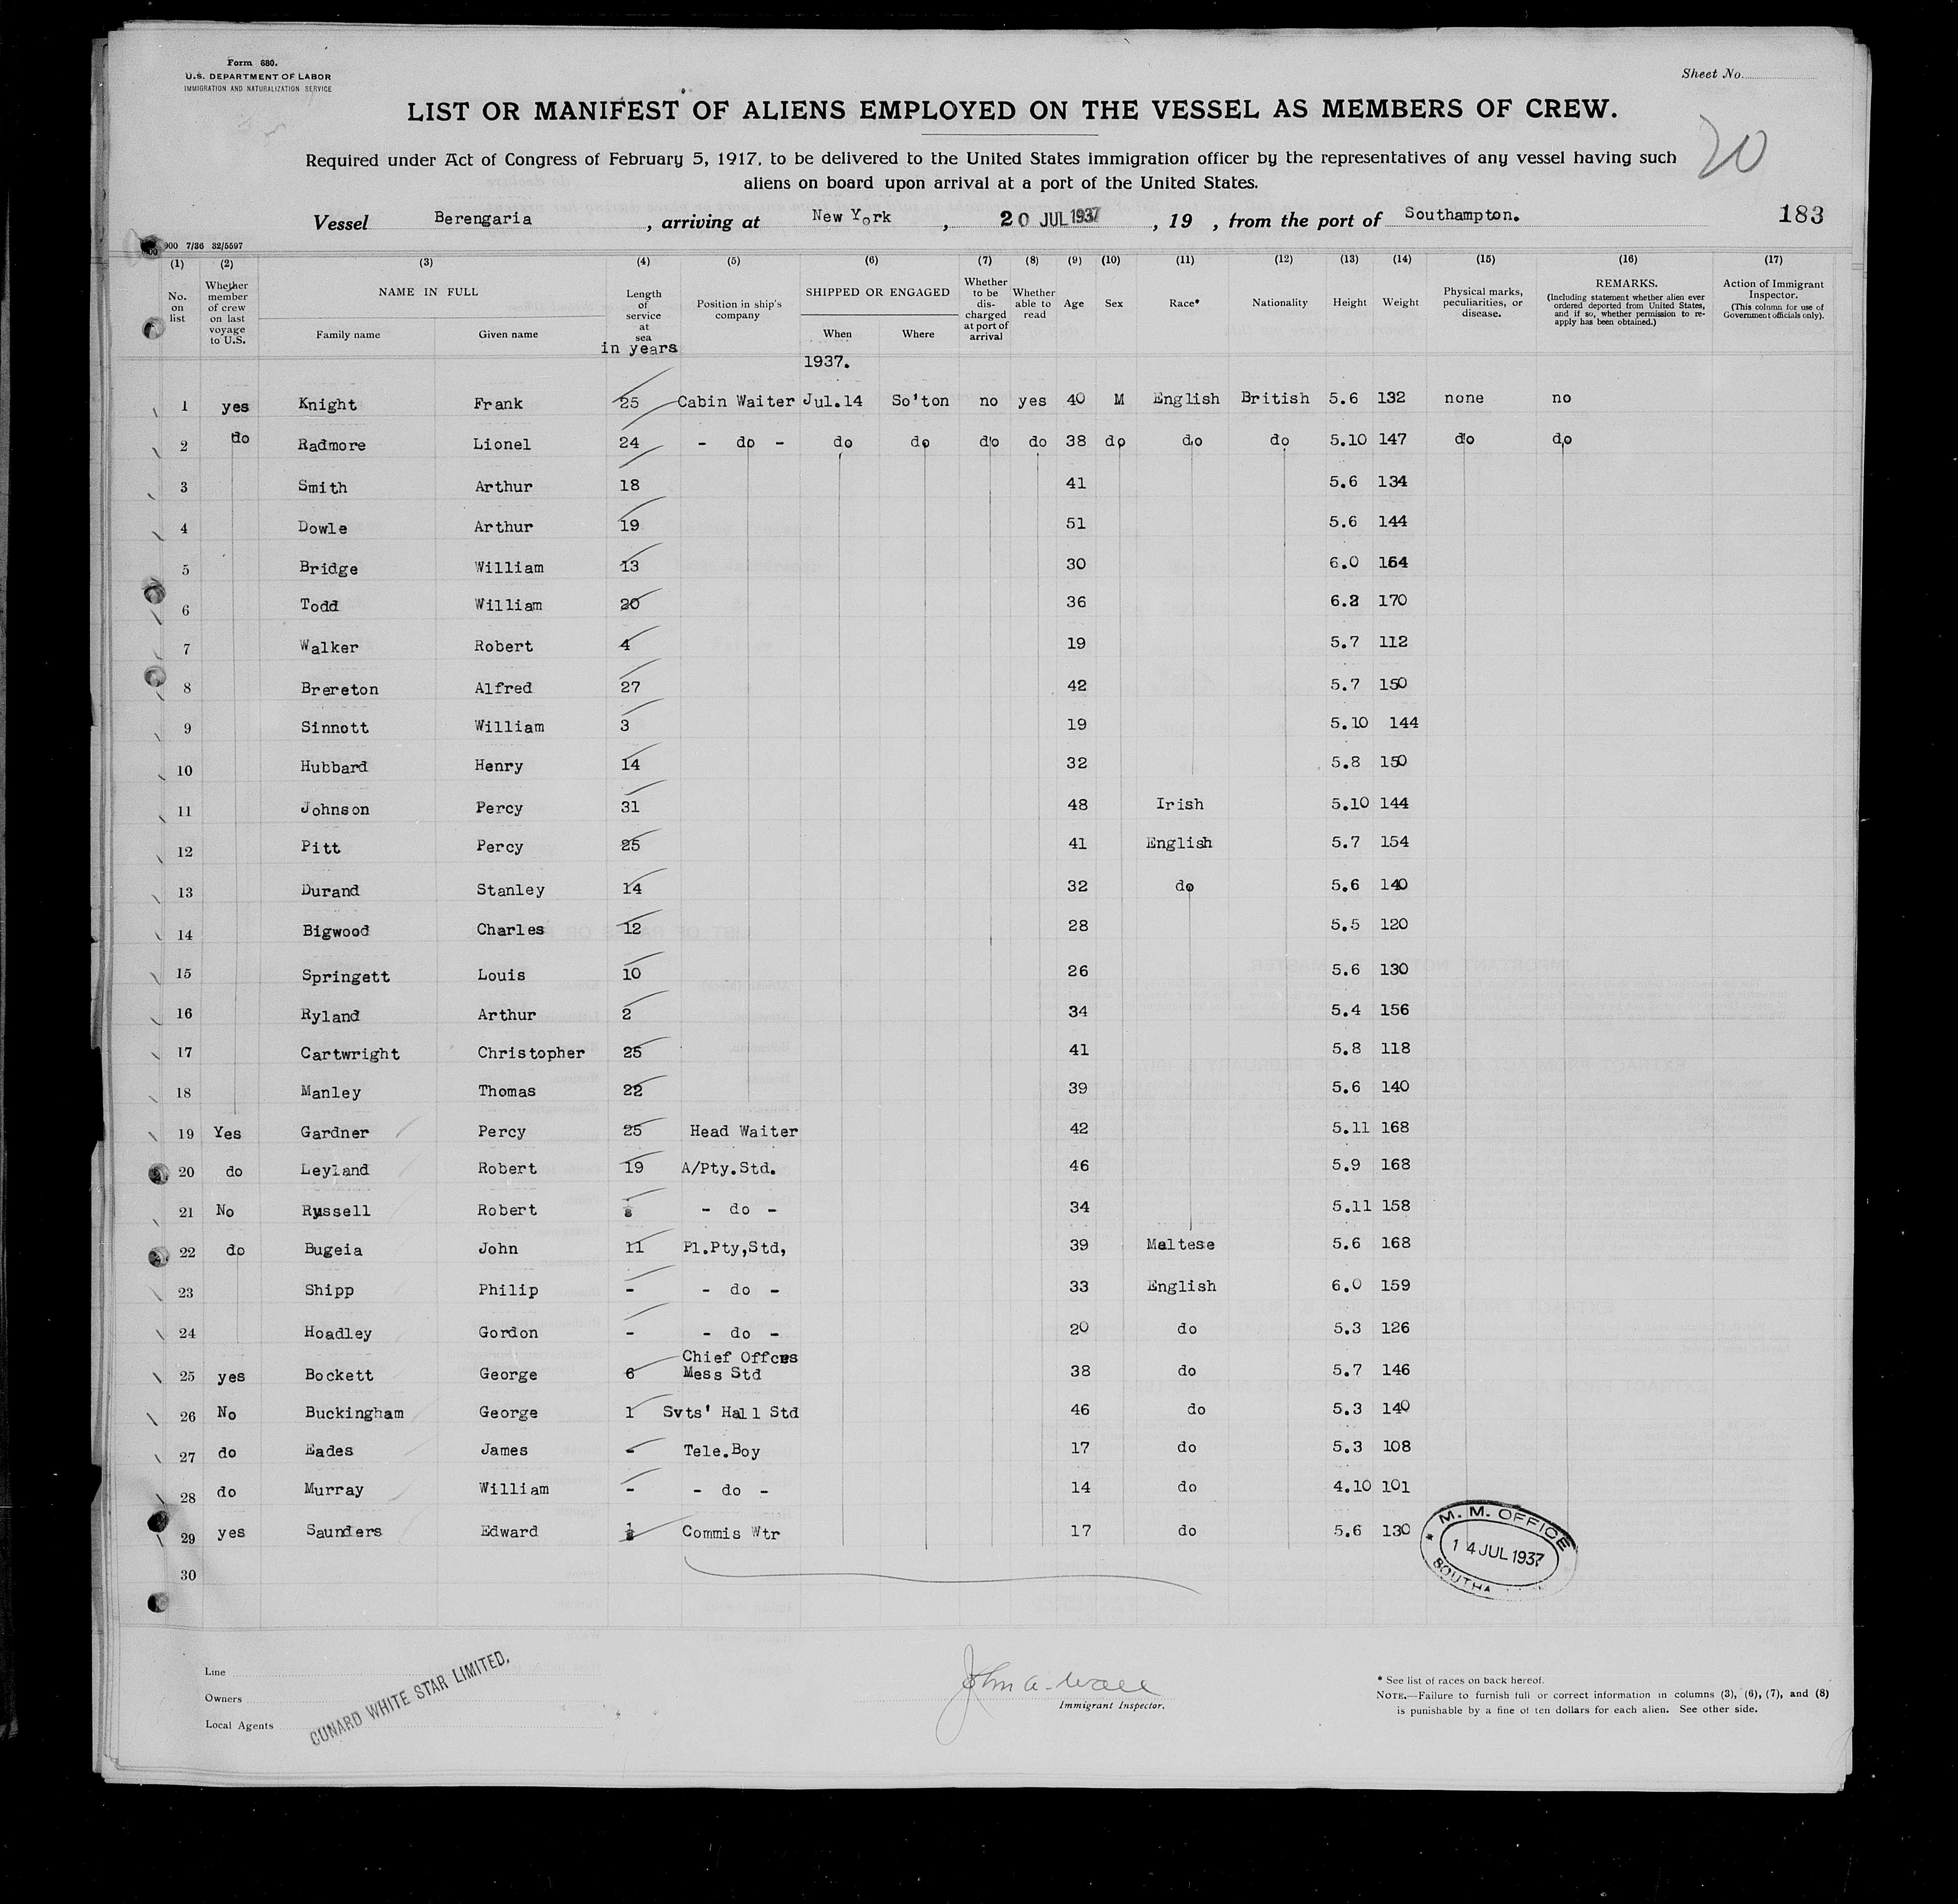 Form 680.
U.S. DEPARTMENT OF LABOR
IMMIGRATION AND NATURALIZATION SERVICE
Sheet No.
LIST OR MANIFEST OF ALIENS EMPLOYED ON THE VESSEL AS MEMBERS OF CREW.
20
Required under Act of Congress of February 5, 1917, to be delivered to the United States immigration officer by the representatives of any vessel having such
aliens on board upon arrival at a port of the United States.
Vessel Berengaria , arriving at New York , 20 JUL 1937 , 19 , from the port of Southampton. 183
900 7/36 32/5597
(1) (2) (3) (4) (5) (6) (7) (8) (9) (10) (11) (12) (13) (14) (15) (16) (17)
No. on list Whether member of crew on last voyage to U.S. NAME IN FULL Family name Given name Length of service at sea in years Position in ship's company SHIPPED OR ENGAGED When Where Whether to be discharged at port of arrival Whether able to read Age Sex Race* Nationality Height Weight Physical marks, peculiarities, or disease. REMARKS. (Including statement whether alien ever ordered deported from United States, and if so, whether permission to re-apply has been obtained.) Action of Immigrant Inspector. (This column for use of Government officials only).
1937.
1 yes Knight Frank 25 Cabin Waiter Jul.14 So'ton no yes 40 M English British 5.6 132 none no
2 do Radmore Lionel 24 - do - do do do do 38 do do do 5.10 147 do do
3 Smith Arthur 18 41 5.6 134
4 Dowle Arthur 19 51 5.6 144
5 Bridge William 13 30 6.0 164
6 Todd William 20 36 6.2 170
7 Walker Robert 4 19 5.7 112
8 Brereton Alfred 27 42 5.7 150
9 Sinnott William 3 19 5.10 144
10 Hubbard Henry 14 32 5.8 150
11 Johnson Percy 31 48 Irish 5.10 144
12 Pitt Percy 25 41 English 5.7 154
13 Durand Stanley 14 32 do 5.6 140
14 Bigwood Charles 12 28 5.5 120
15 Springett Louis 10 26 5.6 130
16 Ryland Arthur 2 34 5.4 156
17 Cartwright Christopher 25 41 5.8 118
18 Manley Thomas 22 39 5.6 140
19 Yes Gardner Percy 25 Head Waiter 42 5.11 168
20 do Leyland Robert 19 A/Pty.Std. 46 5.9 168
21 No Russell Robert - do - 34 5.11 158
22 do Bugeia John 11 Pl.Pty,Std, 39 Maltese 5.6 168
23 Shipp Philip - - do - 33 English 6.0 159
24 Hoadley Gordon - - do - 20 do 5.3 126
25 yes Bockett George 6 Chief Offcrs Mess Std 38 do 5.7 146
26 No Buckingham George 1 Svts' Hall Std 46 do 5.3 140
27 do Eades James - Tele.Boy 17 do 5.3 108
28 do Murray William - - do - 14 do 4.10 101
29 yes Saunders Edward Commis Wtr 17 do 5.6 130
30
M. M. OFFICE
14 JUL 1937
SOUTHA
Line
Owners
Local Agents
CUNARD WHITE STAR LIMITED.
John A. Wall
Immigrant Inspector.
* See list of races on back hereof.
NOTE.—Failure to furnish full or correct information in columns (3), (6), (7), and (8)
is punishable by a fine of ten dollars for each alien. See other side.